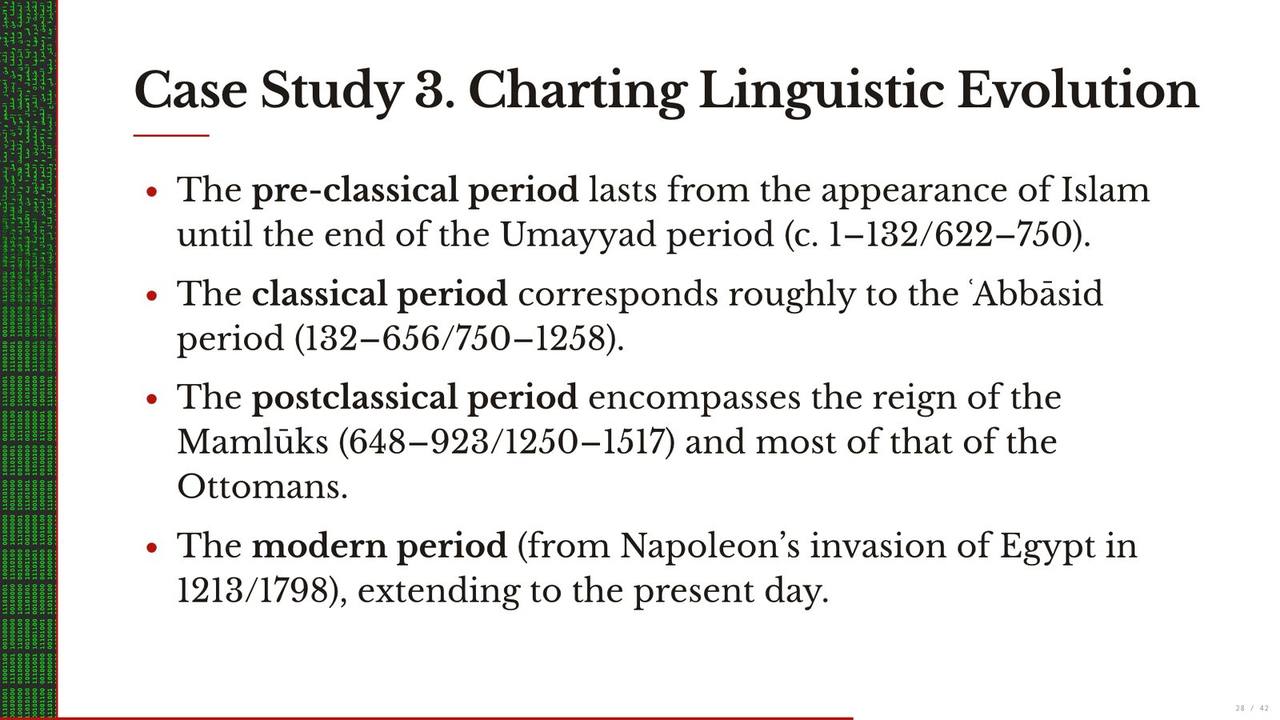 Case Study 3. Charting Linguistic Evolution
• The pre-classical period lasts from the appearance of Islam
until the end of the Umayyad period (c. 1–132/622–750).
• The classical period corresponds roughly to the ʿAbbāsid
period (132–656/750–1258).
• The postclassical period encompasses the reign of the
Mamlūks (648–923/1250–1517) and most of that of the
Ottomans.
• The modern period (from Napoleon’s invasion of Egypt in
1213/1798), extending to the present day.
28 / 42